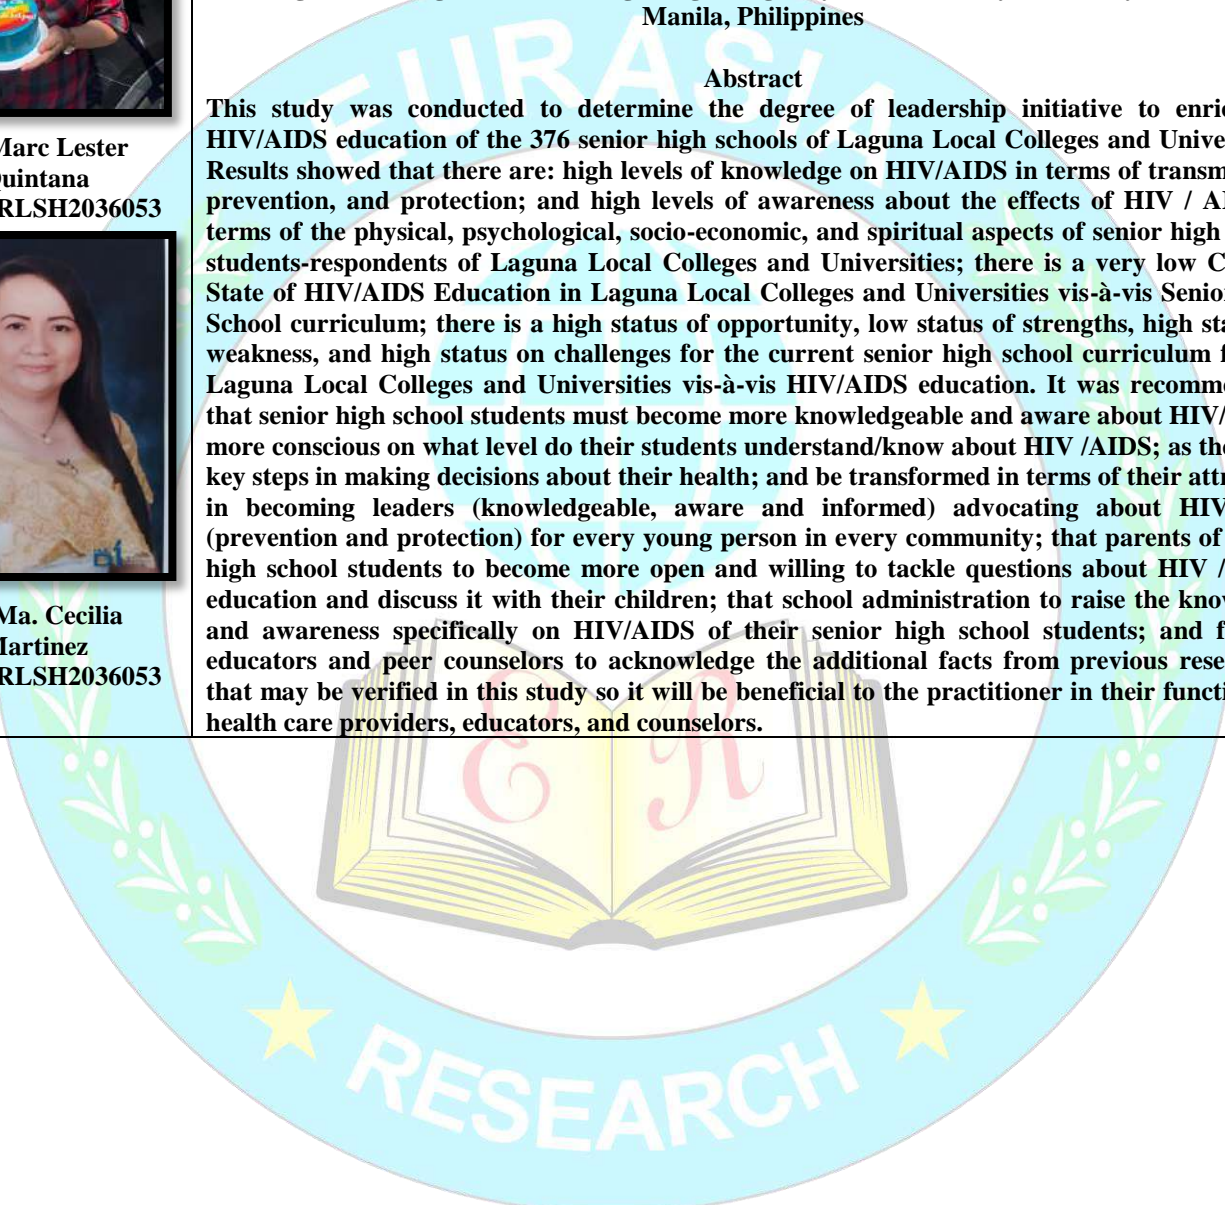 Manila, Philippines
Abstract
This study was conducted to determine the degree of leadership initiative to enri
HIV/AIDS education of the 376 senior high schools of Laguna Local Colleges and Unive
Results showed that there are: high levels of knowledge on HIV/AIDS in terms of transm
prevention, and protection; and high levels of awareness about the effects of HIV / A
terms of the physical, psychological, socio-economic, and spiritual aspects of senior high
students-respondents of Laguna Local Colleges and Universities; there is a very low C
State of HIV/AIDS Education in Laguna Local Colleges and Universities vis-à-vis Senior
School curriculum; there is a high status of opportunity, low status of strengths, high sta
weakness, and high status on challenges for the current senior high school curriculum f
Laguna Local Colleges and Universities vis-à-vis HIV/AIDS education. It was recomme
that senior high school students must become more knowledgeable and aware about HIV/
more conscious on what level do their students understand/know about HIV /AIDS; as the
key steps in making decisions about their health; and be transformed in terms of their attr
in becoming leaders (knowledgeable, aware and informed) advocating about HIV
(prevention and protection) for every young person in every community; that parents of
high school students to become more open and willing to tackle questions about HIV /
education and discuss it with their children; that school administration to raise the know
and awareness specifically on HIV/AIDS of their senior high school students; and f
educators and peer counselors to acknowledge the additional facts from previous rese
that may be verified in this study so it will be beneficial to the practitioner in their functi
health care providers, educators, and counselors.
Marc Lester
Quintana
RLSH2036053
Ma. Cecilia
Martinez
RLSH2036053
EURASIA
ER
RESEARCH